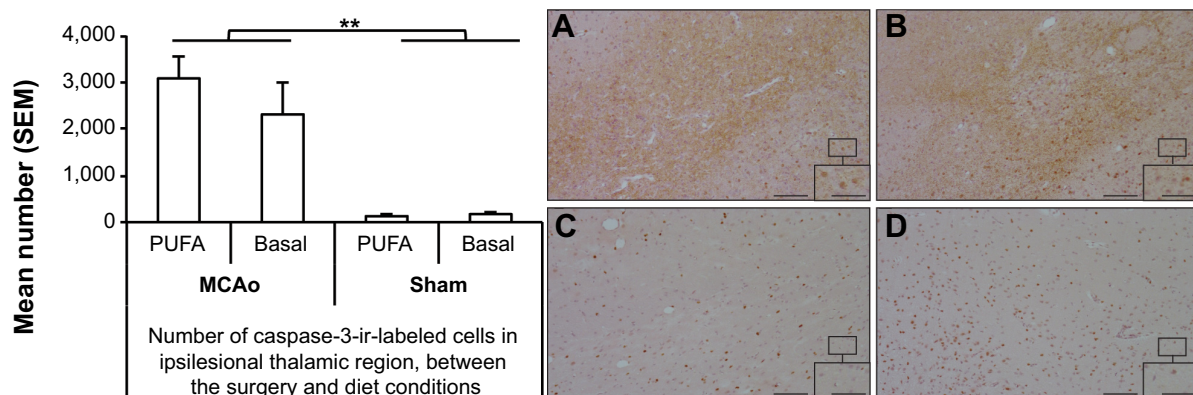 Mean number (SEM)
4,000
3,000
2,000
1,000
0
**
PUFA
Basal
PUFA
Basal
MCAo
Sham
Number of caspase-3-ir-labeled cells in
ipsilesional thalamic region, between
the surgery and diet conditions
A
B
C
D